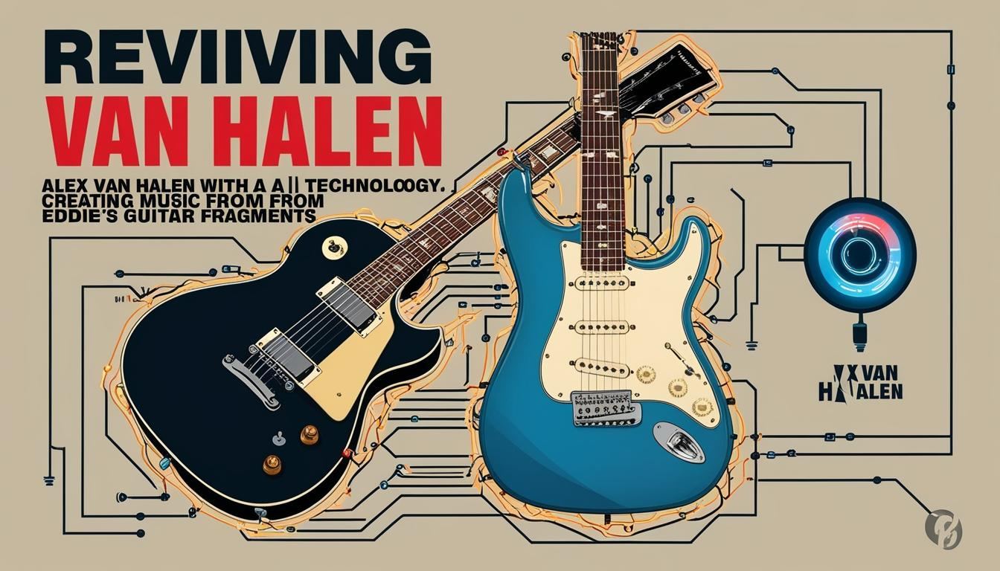 REVIIVING
VAN HALEN
ALEX VAN HALEN WITH A A|| TECHNOLOGY.
CREATING MUSIC FROM FROM
EDDIE'S GUITAR FRAGMENTS
VAN
HALEN